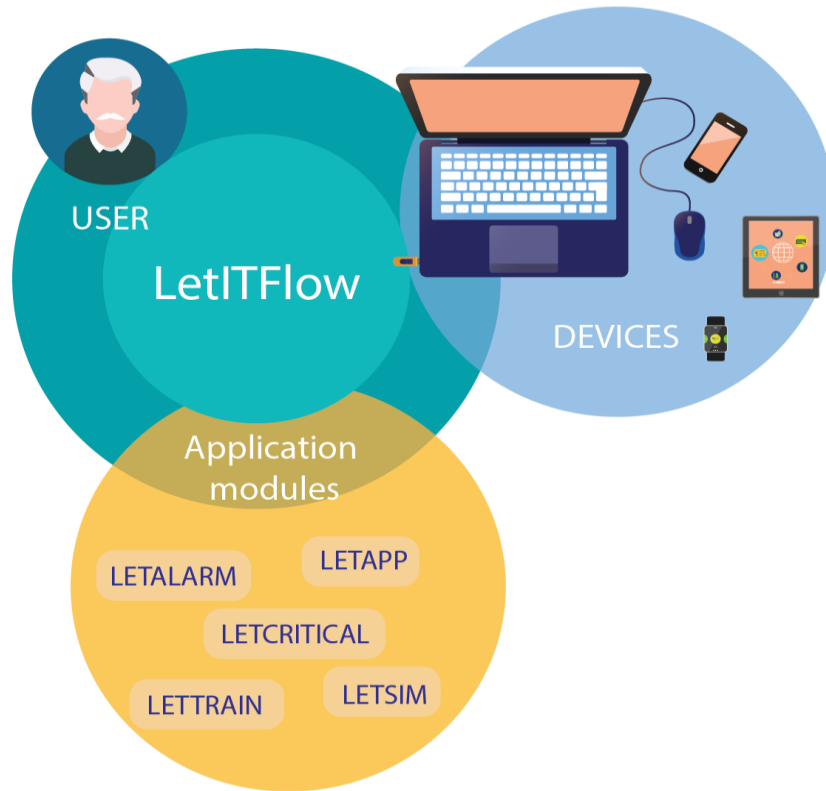 USER
LetITFlow
DEVICES
Application
modules
LETALARM
LETAPP
LETCRITICAL
LETTRAIN
LETSIM